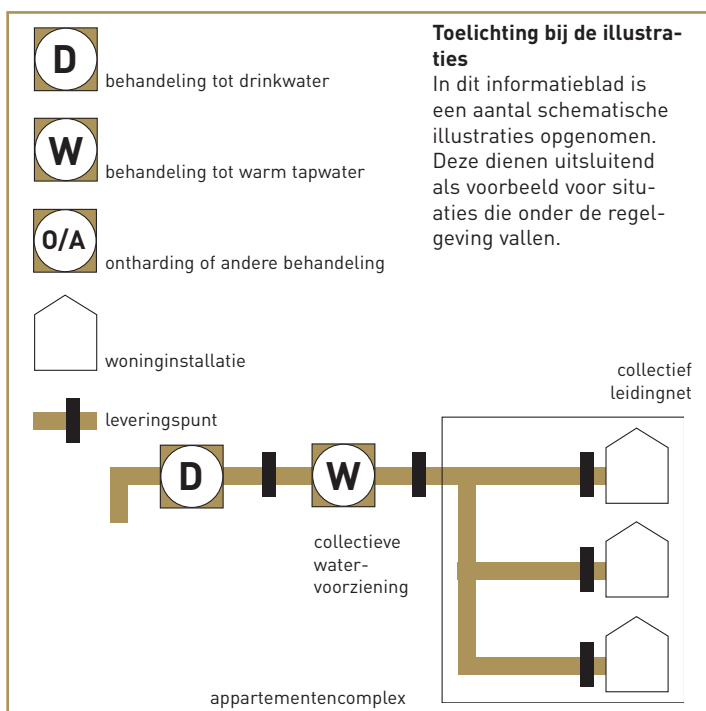 D
behandeling tot drinkwater
W
behandeling tot warm tapwater
O/A
ontharding of andere behandeling
woninginstallatie
leveringspunt
Toelichting bij de illustra-
ties
In dit informatieblad is
een aantal schematische
illustraties opgenomen.
Deze dienen uitsluitend
als voorbeeld voor situ-
aties die onder de regel-
geving vallen.
collectief
leidingnet
D
W
collectieve
water-
voorziening
appartementencomplex